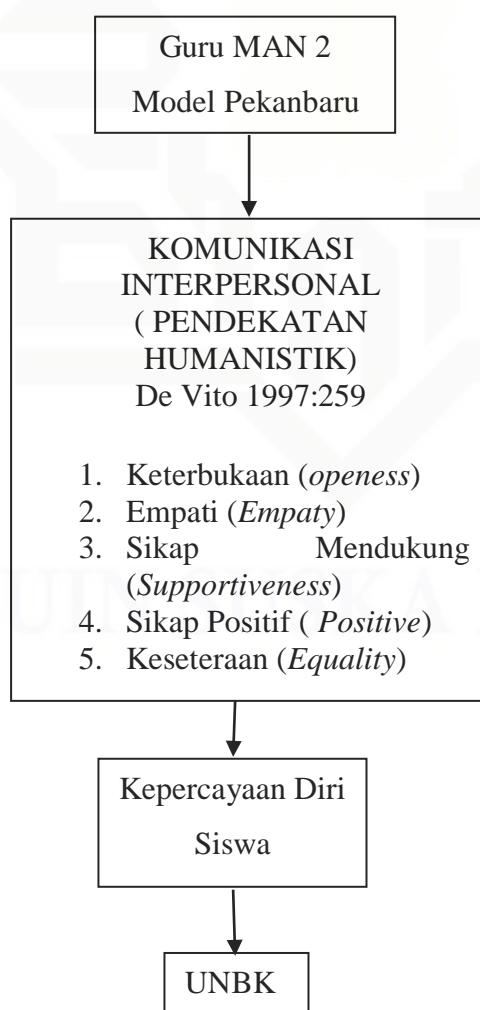 Guru MAN 2
Model Pekanbaru
KOMUNIKASI
INTERPERSONAL
( PENDEKATAN
HUMANISTIK)
De Vito 1997:259
1. Keterbukaan (openess)
2. Empati (Empaty)
3. Sikap Mendukung
(Supportiveness)
4. Sikap Positif ( Positive)
5. Keseteraan (Equality)
Kepercayaan Diri
Siswa
UNBK